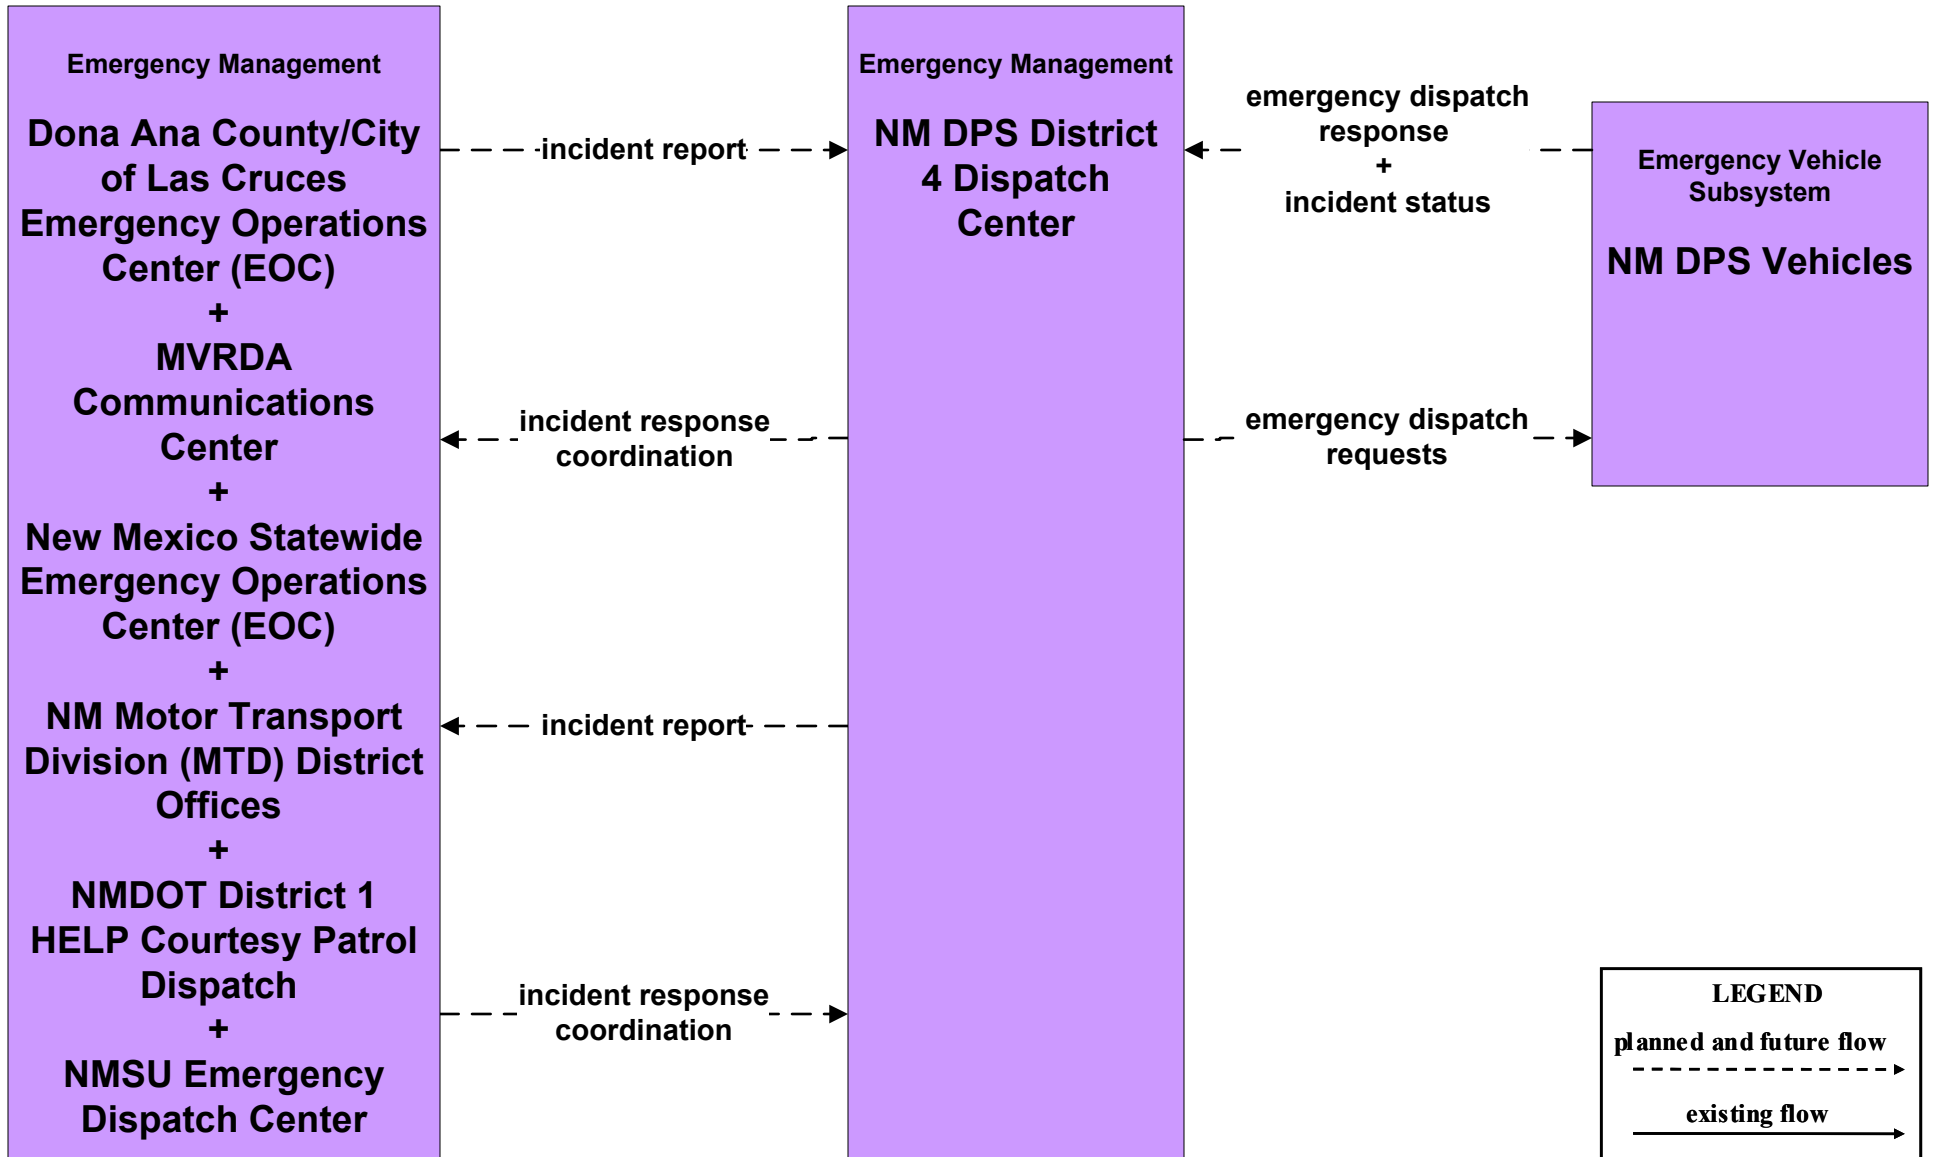 Emergency Management
Dona Ana County/City
of Las Cruces
Emergency Operations
Center (EOC)
+
MVRDA
Communications
Center
+
New Mexico Statewide
Emergency Operations
Center (EOC)
+
NM Motor Transport
Division (MTD) District
Offices
+
NMDOT District 1
HELP Courtesy Patrol
Dispatch
+
NMSU Emergency
Dispatch Center
incident report
incident response
coordination
incident report
incident response
coordination
Emergency Management
NM DPS District
4 Dispatch
Center
emergency dispatch
response
+
incident status
emergency dispatch
requests
Emergency Vehicle
Subsystem
NM DPS Vehicles
LEGEND
planned and future flow
existing flow